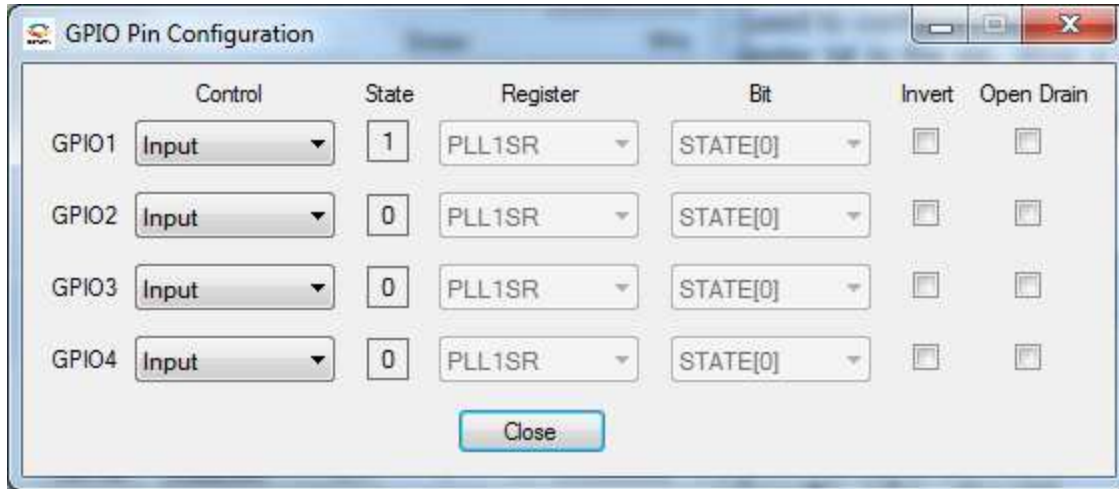 GPIO Pin Configuration
Control State Register Bit Invert Open Drain
GPIO1 Input 1 PLL1SR STATE[0]
GPIO2 Input 0 PLL1SR STATE[0]
GPIO3 Input 0 PLL1SR STATE[0]
GPIO4 Input 0 PLL1SR STATE[0]
Close